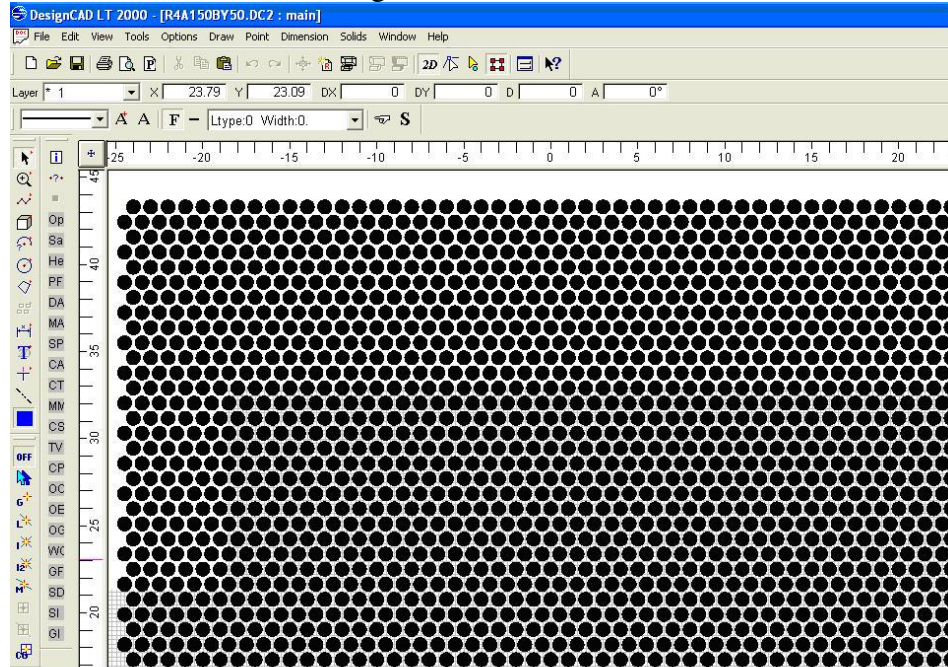 DesignCAD LT 2000 - [R4A150BY50.DC2 : main]
File Edit View Tools Options Draw Point Dimension Solids Window Help
2D
Layer * 1 X 23.79 Y 23.09 DX 0 DY 0 D 0 A 0°
A A F Ltype:0 Width:0. S
-25 -20 -15 -10 -5 0 5 10 15 20
45
40
35
30
25
20
Op
Sa
He
PF
DA
MA
SP
CA
CT
MM
CS
TV
CP
OC
OE
OG
WC
GF
SD
SI
GI
OFF
G
L
I
I2
M